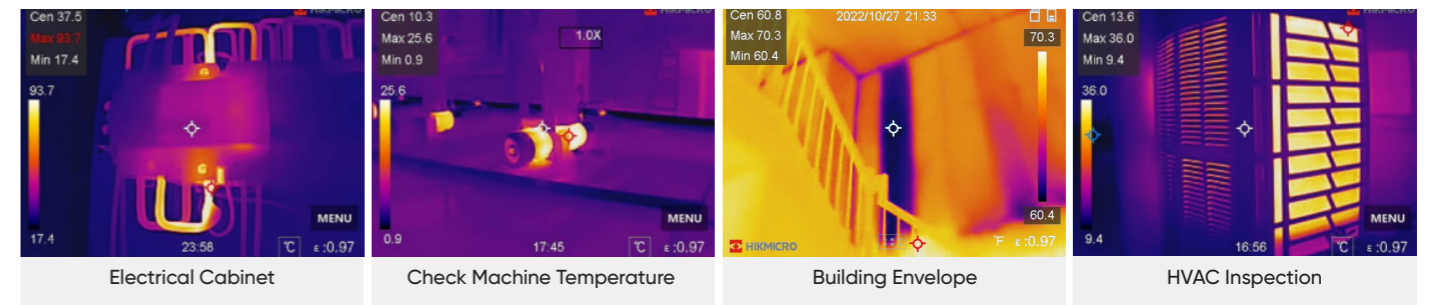 Cen 37.5
HIKMICRO
Max 93.7
Min 17.4
93.7
MENU
17.4
23:58
℃ ε :0.97
Electrical Cabinet
Cen 10.3
Max 25.6
1.0X
Min 0.9
25.6
MENU
0.9
17:45
℃ ε :0.97
Check Machine Temperature
Cen 60.8
2022/10/27 21:33
Max 70.3
70.3
Min 60.4
60.4
HIKMICRO
℉ ε :0.97
Building Envelope
Cen 13.6
HIKMICRO
Max 36.0
Min 9.4
36.0
MENU
9.4
16:56
℃ ε :0.97
HVAC Inspection